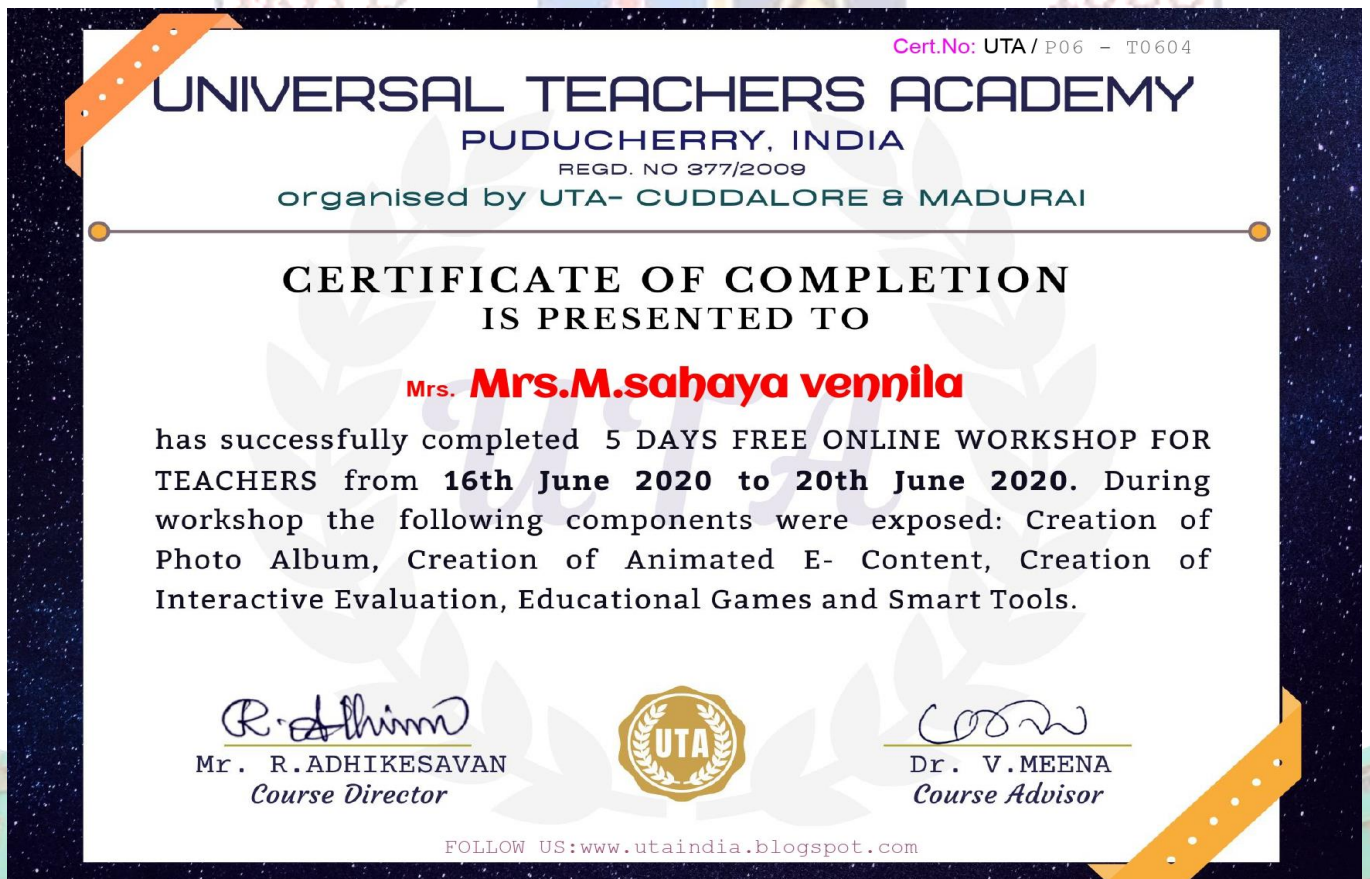 Cert.No: UTA / P06 - T0604
UNIVERSAL TEACHERS ACADEMY
PUDUCHERRY, INDIA
REGD. NO 377/2009
organised by UTA- CUDDALORE & MADURAI
CERTIFICATE OF COMPLETION
IS PRESENTED TO
Mrs. Mrs.M.sahaya vennila
has successfully completed 5 DAYS FREE ONLINE WORKSHOP FOR
TEACHERS from 16th June 2020 to 20th June 2020. During
workshop the following components were exposed: Creation of
Photo Album, Creation of Animated E- Content, Creation of
Interactive Evaluation, Educational Games and Smart Tools.
UTA
R.Adhim
Mr. R.ADHIKESAVAN
Course Director
UTA
Dr. V.MEENA
Course Advisor
FOLLOW US:www.utaindia.blogspot.com